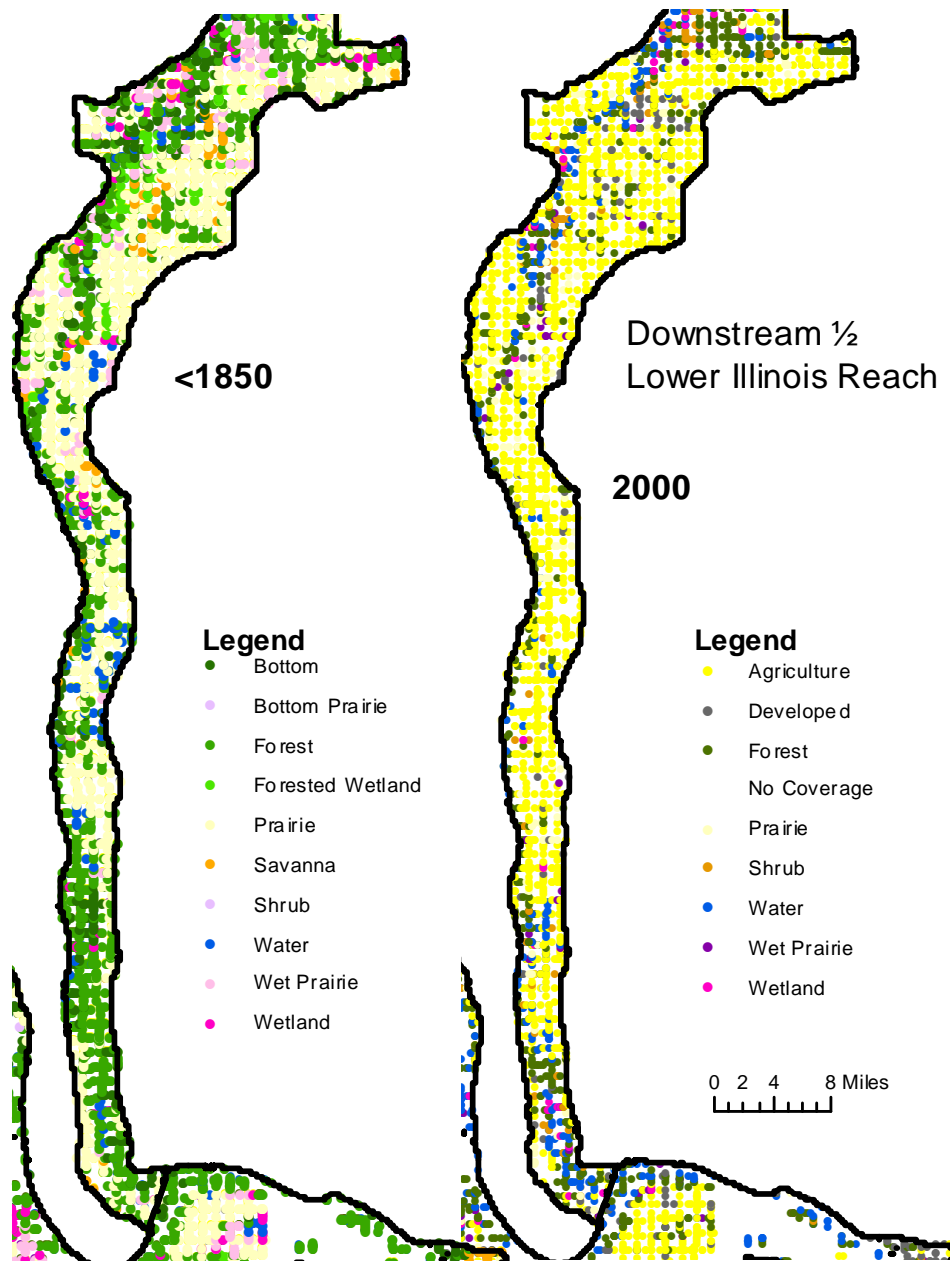 Downstream ½
Lower Illinois Reach
<1850
2000
Legend
Bottom
Bottom Prairie
Forest
Forested Wetland
Prairie
Savanna
Shrub
Water
Wet Prairie
Wetland
Legend
Agriculture
Developed
Forest
No Coverage
Prairie
Shrub
Water
Wet Prairie
Wetland
0 2 4 8 Miles